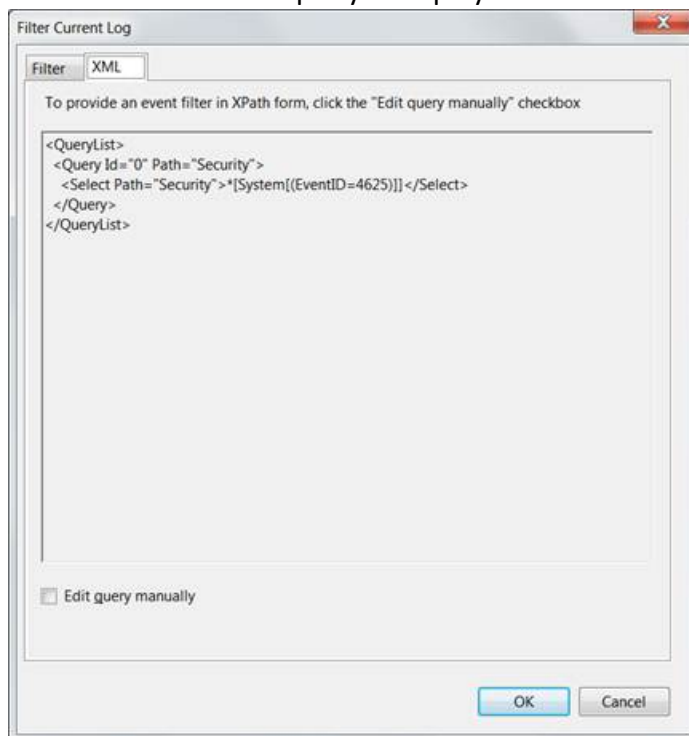 Filter Current Log
Filter XML
To provide an event filter in XPath form, click the "Edit query manually" checkbox
<QueryList>
<Query Id="0" Path="Security">
<Select Path="Security">*[System[(EventID=4625)]]</Select>
</Query>
</QueryList>
Edit query manually
OK Cancel